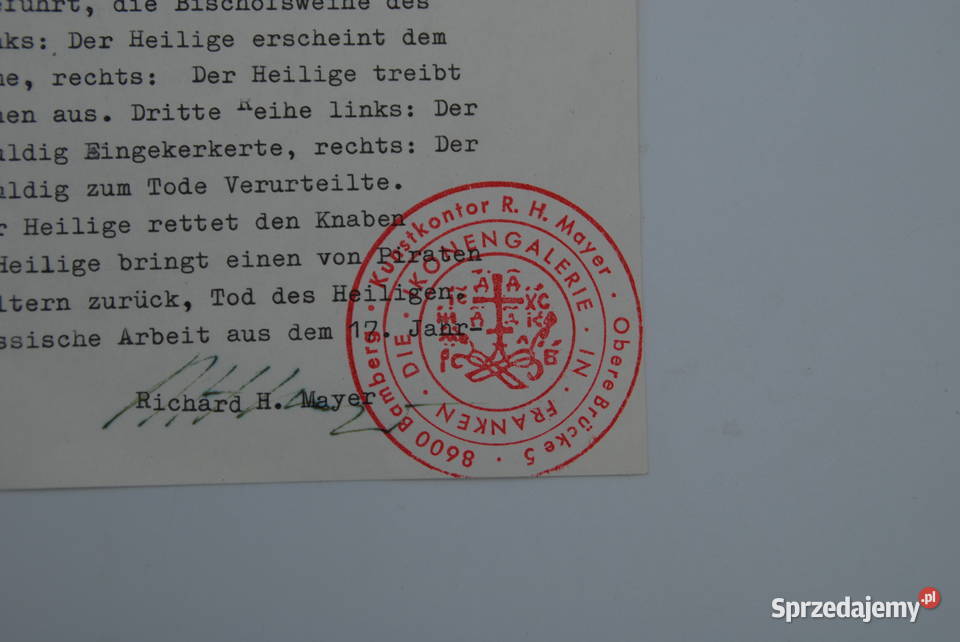 führt, die Bischofsweihe des
nks: Der Heilige erscheint dem
ne, rechts: Der Heilige treibt
nen aus. Dritte Reihe links: Der
uldig Eingekerkerte, rechts: Der
uldig zum Tode Verurteilte.
r Heilige rettet den Knaben
Heilige bringt einen von Piraten
ltern zurück, Tod des Heiligen.
ssische Arbeit aus dem 17. Jahr-
Richard H. Mayer
Kunstkontor R. H. Mayer · Obere Brücke 5 · 8600 Bamberg ·
DIE · IKONENGALERIE · IN · FRANKEN ·
Sprzedajemy.pl